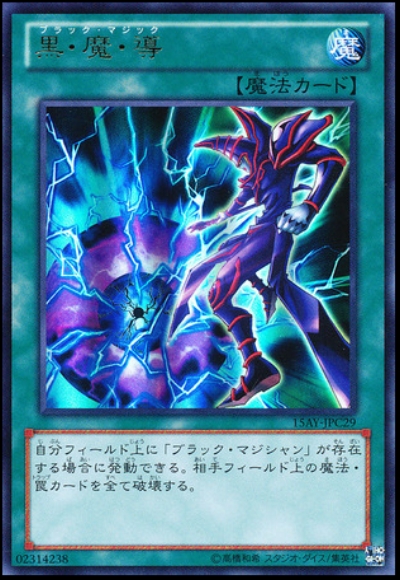 ブラック・マジック
黒・魔・導
魔
【魔法カード】
15AY-JPC29
自分フィールド上に「ブラック・マジシャン」が存在
する場合に発動できる。相手フィールド上の魔法・
罠カードを全て破壊する。
02314238
©高橋和希 スタジオ・ダイス/集英社